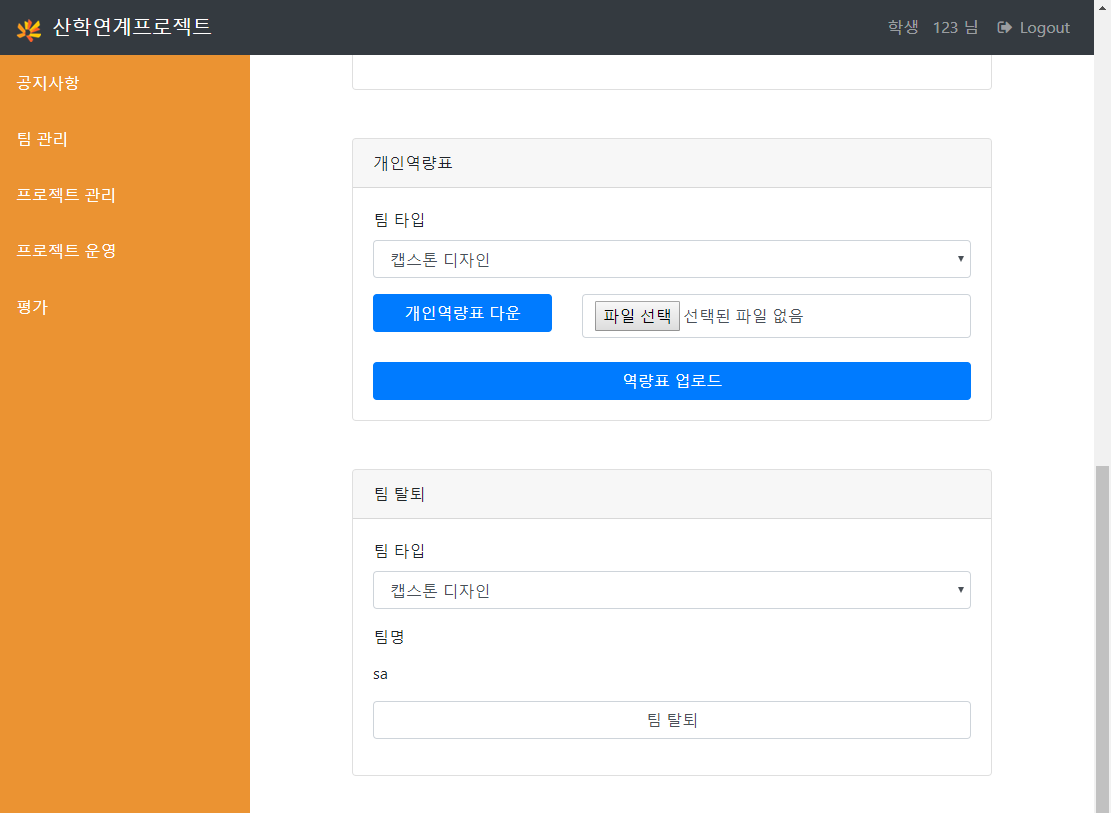 산학연계프로젝트
학생 123 님 Logout
공지사항
팀 관리
프로젝트 관리
프로젝트 운영
평가
개인역량표
팀 타입
캡스톤 디자인
개인역량표 다운
파일 선택 선택된 파일 없음
역량표 업로드
팀 탈퇴
팀 타입
캡스톤 디자인
팀명
sa
팀 탈퇴